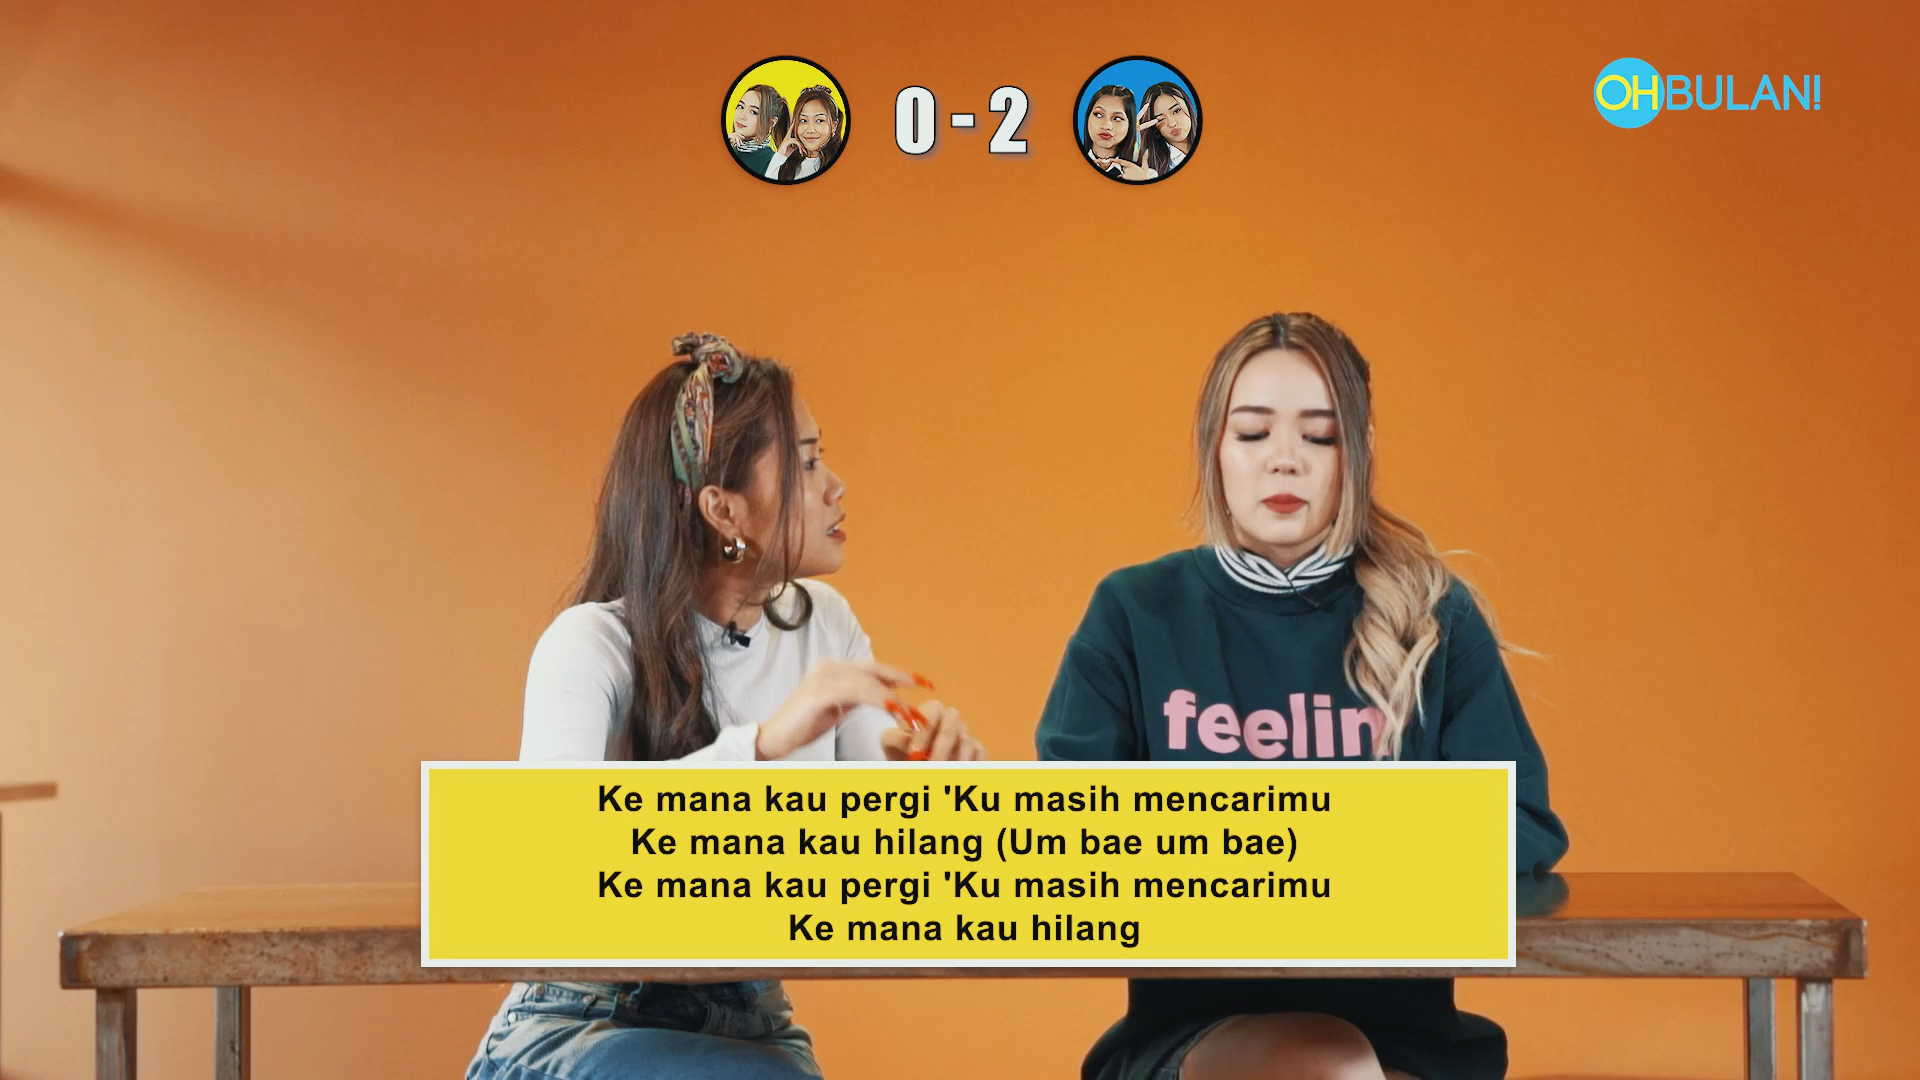 0 - 2
OHBULAN!
feelin
Ke mana kau pergi 'Ku masih mencarimu
Ke mana kau hilang (Um bae um bae)
Ke mana kau pergi 'Ku masih mencarimu
Ke mana kau hilang